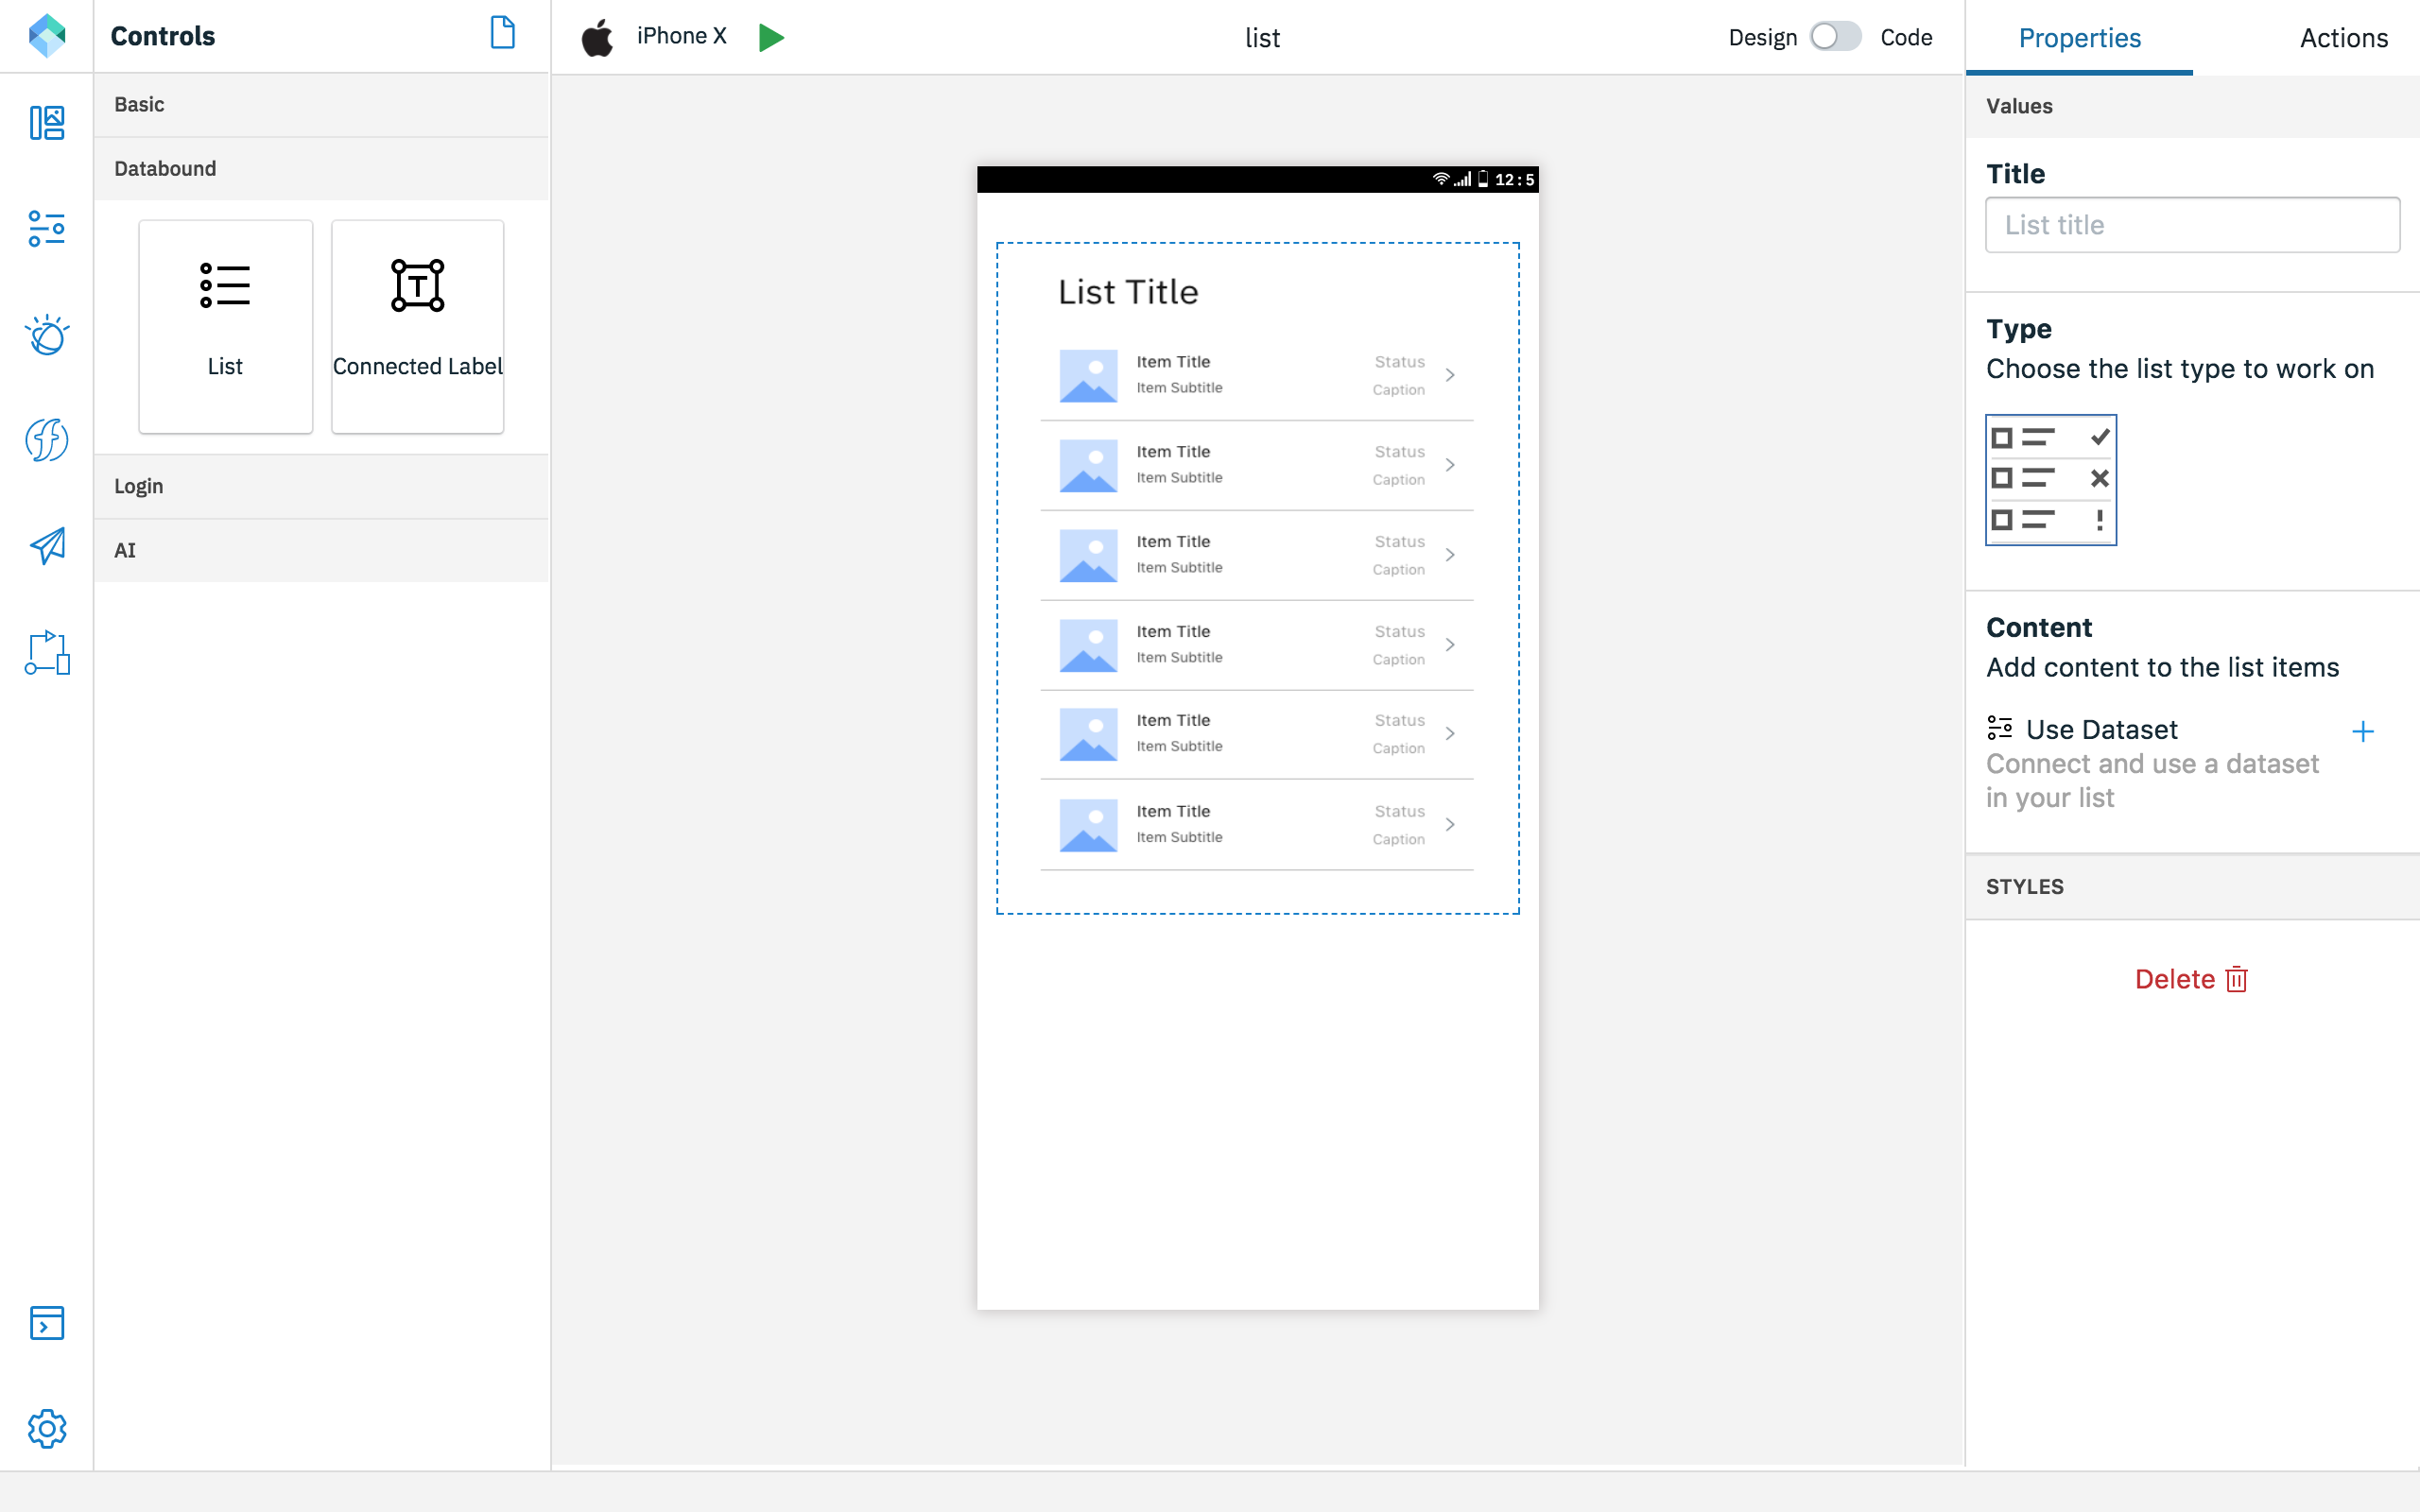 Controls
iPhone X
list
Design
Code
Properties
Actions
Basic
Databound
List
Connected Label
Login
AI
12:5
List Title
Item Title
Item Subtitle
Status
Caption
Item Title
Item Subtitle
Status
Caption
Item Title
Item Subtitle
Status
Caption
Item Title
Item Subtitle
Status
Caption
Item Title
Item Subtitle
Status
Caption
Item Title
Item Subtitle
Status
Caption
Values
Title
List title
Type
Choose the list type to work on
Content
Add content to the list items
Use Dataset
Connect and use a dataset
in your list
STYLES
Delete